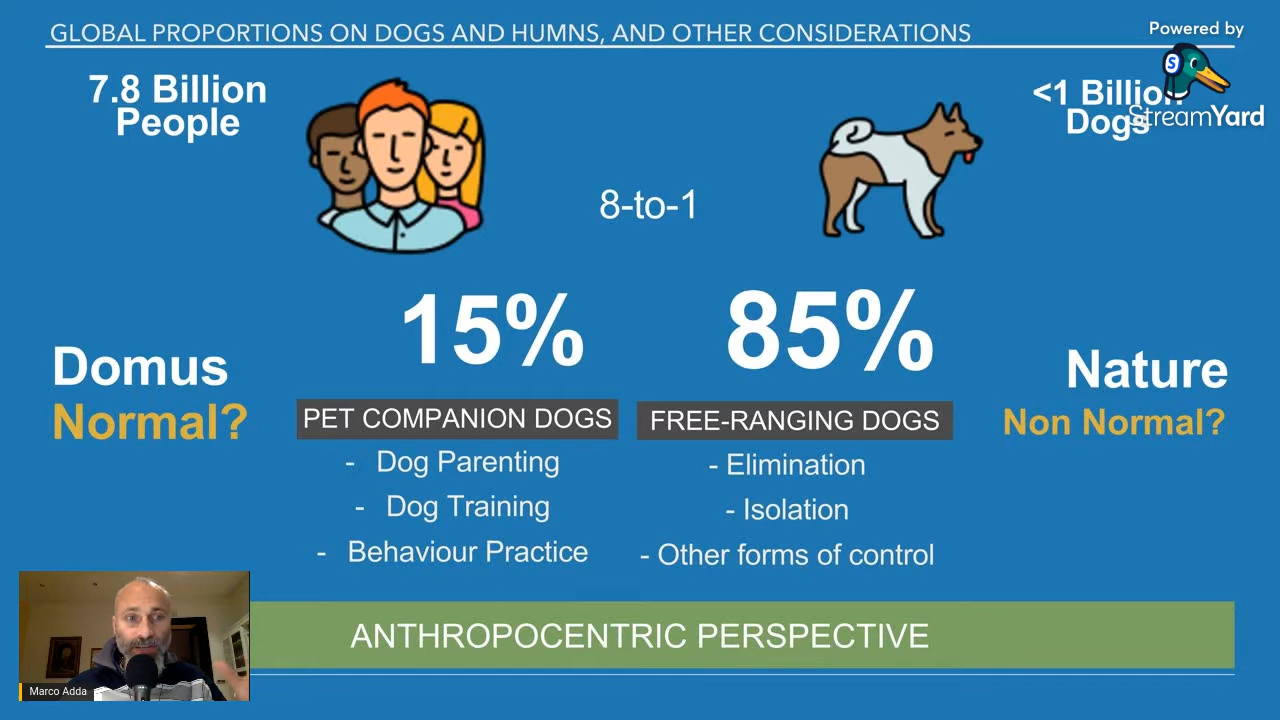 GLOBAL PROPORTIONS ON DOGS AND HUMNS, AND OTHER CONSIDERATIONS
Powered by
StreamYard
7.8 Billion
People
<1 Billion
Dogs
8-to-1
15%
85%
Domus
Normal?
Nature
Non Normal?
PET COMPANION DOGS
- Dog Parenting
- Dog Training
- Behaviour Practice
FREE-RANGING DOGS
- Elimination
- Isolation
- Other forms of control
ANTHROPOCENTRIC PERSPECTIVE
Marco Adda
S